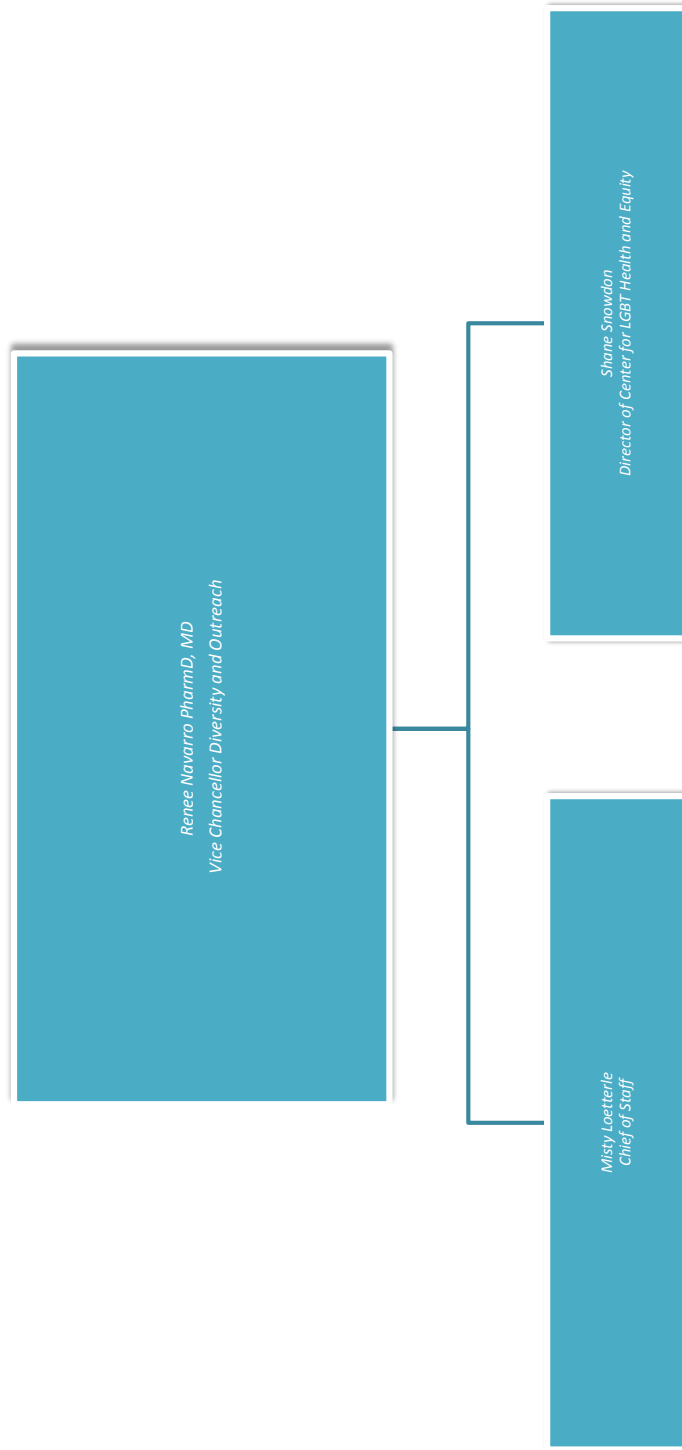 Renee Navarro PharmD, MD
Vice Chancellor Diversity and Outreach
Misty Loetterle
Chief of Staff
Shane Snowdon
Director of Center for LGBT Health and Equity